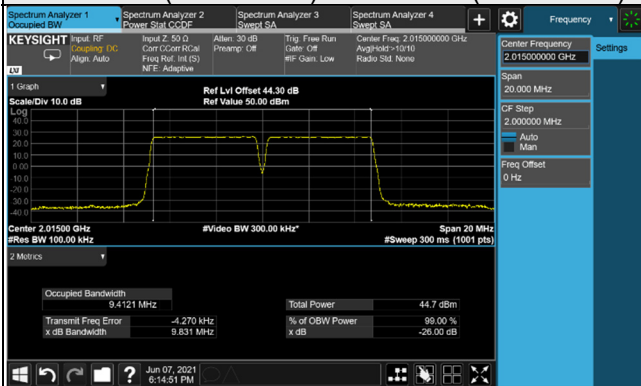 Spectrum Analyzer 1
Occupied BW
Spectrum Analyzer 2
Power Stat CCDF
Spectrum Analyzer 3
Swept SA
Spectrum Analyzer 4
Swept SA
+
Frequency
KEYSIGHT
Input: RF
Coupling: DC
Align: Auto
Input Z: 50 Ω
Corr CCorr RCal
Freq Ref: Int (S)
NFE: Adaptive
Atten: 30 dB
Preamp: Off
Trig: Free Run
Gate: Off
#IF Gain: Low
Center Freq: 2.015000000 GHz
Avg|Hold:>10/10
Radio Std: None
LXI
Center Frequency
2.015000000 GHz
Settings
Span
20.000 MHz
CF Step
2.000000 MHz
Auto
Man
Freq Offset
0 Hz
1 Graph
Scale/Div 10.0 dB
Ref Lvl Offset 44.30 dB
Ref Value 50.00 dBm
Log
40.0
30.0
20.0
10.0
0.00
-10.0
-20.0
-30.0
-40.0
Center 2.01500 GHz
#Res BW 100.00 kHz
#Video BW 300.00 kHz*
Span 20 MHz
#Sweep 300 ms (1001 pts)
2 Metrics
Occupied Bandwidth
9.4121 MHz
Total Power
44.7 dBm
Transmit Freq Error
-4.270 kHz
% of OBW Power
99.00 %
x dB Bandwidth
9.831 MHz
x dB
-26.00 dB
?
Jun 07, 2021
6:14:51 PM